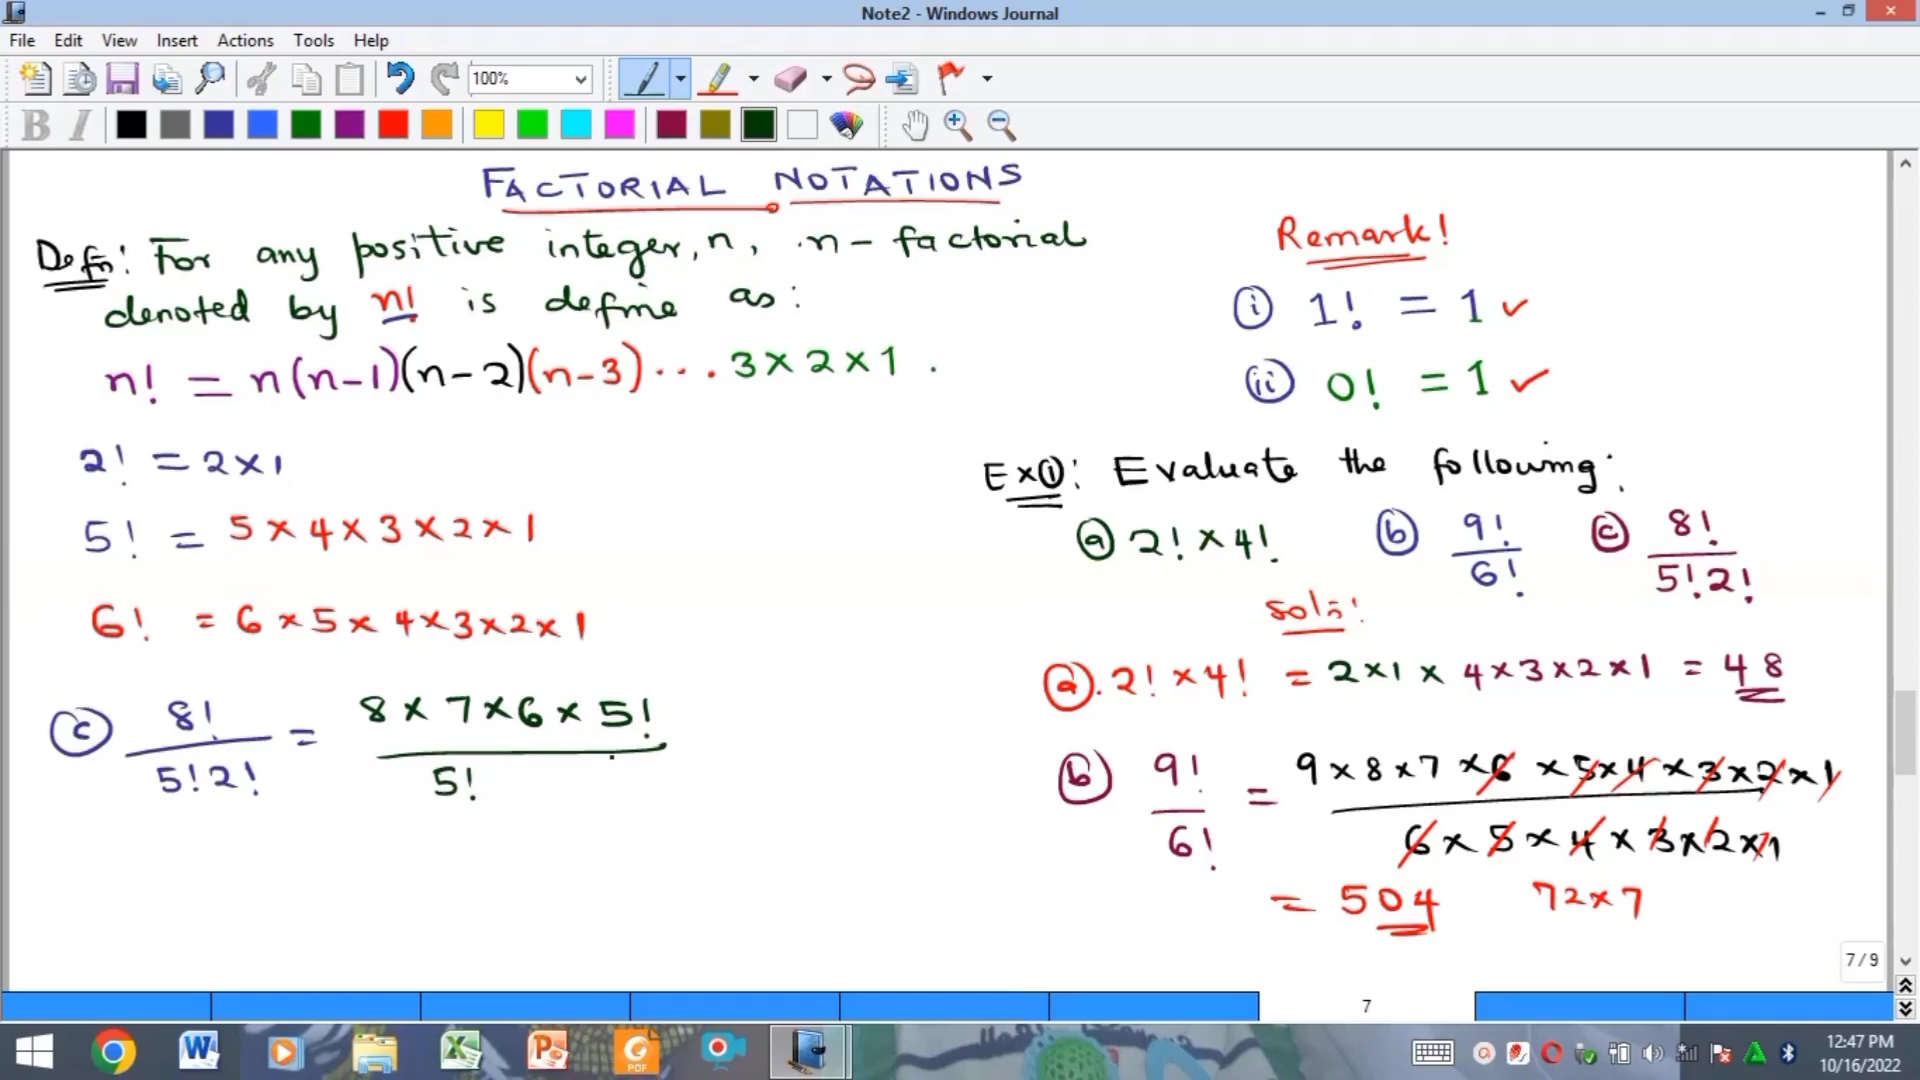 Note2 - Windows Journal
File Edit View Insert Actions Tools Help
100%
B I
FACTORIAL NOTATIONS
Defn: For any positive integer, n, n - factorial
denoted by n! is define as:
n! = n(n-1)(n-2)(n-3) ... 3 × 2 × 1 .
2! = 2×1
5! = 5 × 4 × 3 × 2 × 1
6! = 6 × 5 × 4 × 3 × 2 × 1
ⓒ 8! / 5!2! = 8 × 7 × 6 × 5! / 5!
Remark!
(i) 1! = 1 ✓
(ii) 0! = 1 ✓
Ex①: Evaluate the following:
ⓐ 2! × 4! ⓑ 9! / 6! ⓒ 8! / 5!2!
soln:
ⓐ. 2! × 4! = 2×1 × 4×3×2×1 = 48
ⓑ 9! / 6! = 9×8×7×6×5×4×3×2×1 / 6×5×4×3×2×1
= 504 72×7
7 / 9
7
PDF
12:47 PM
10/16/2022